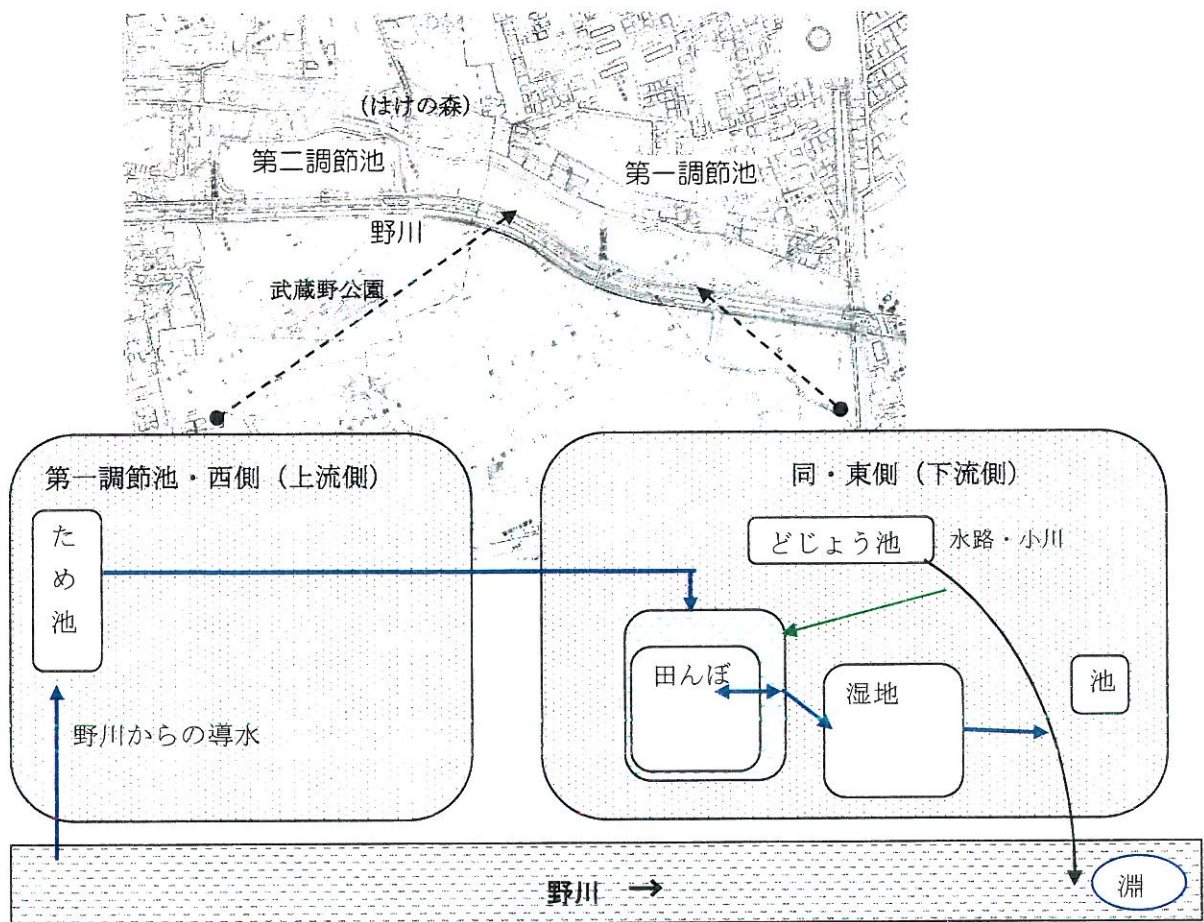 (はけの森)
第二調節池
第一調節池
野川
武蔵野公園
第一調節池・西側（上流側）
同・東側（下流側）
ため池
どじょう池
水路・小川
田んぼ
湿地
池
野川からの導水
野川 →
淵